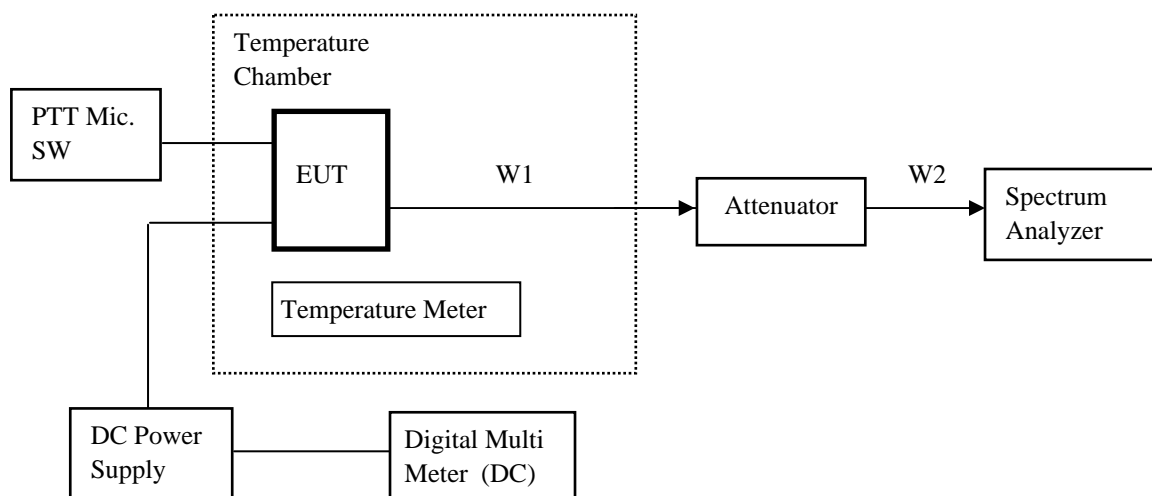 Temperature
Chamber
PTT Mic.
SW
EUT
W1
Attenuator
W2
Spectrum
Analyzer
Temperature Meter
DC Power
Supply
Digital Multi
Meter (DC)